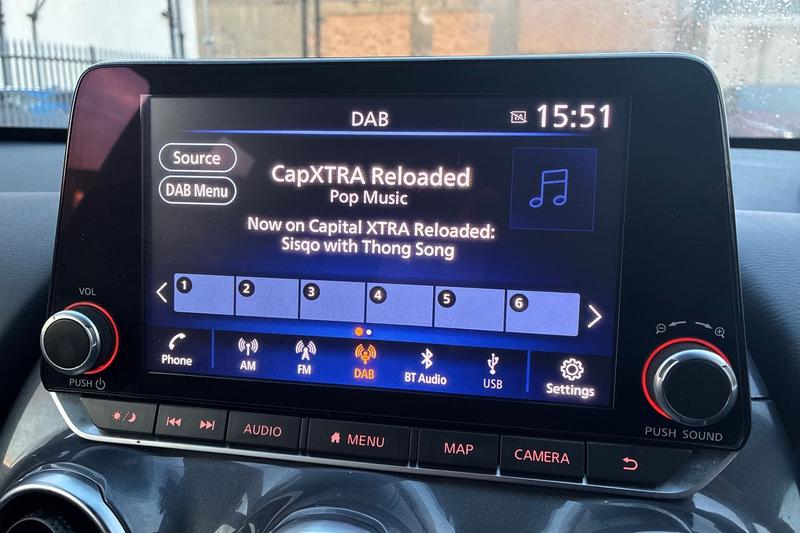 DAB
TA
15:51
Source
DAB Menu
CapXTRA Reloaded
Pop Music
Now on Capital XTRA Reloaded:
Sisqo with Thong Song
1 2 3 4 5 6
Phone
AM
FM
DAB
BT Audio
USB
Settings
VOL
PUSH
PUSH SOUND
AUDIO
MENU
MAP
CAMERA